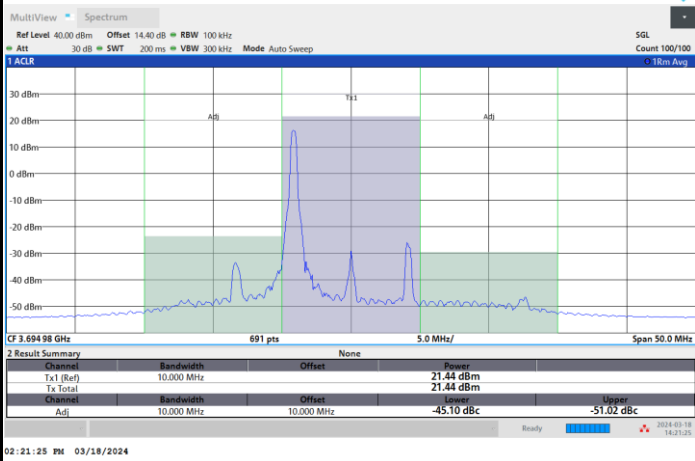 MultiView Spectrum
Ref Level 40.00 dBm Offset 14.40 dB RBW 100 kHz SGL
Att 30 dB SWT 200 ms VBW 300 kHz Mode Auto Sweep Count 100/100
1 ACLR 1Rm Avg
30 dBm
Tx1
20 dBm
Adj Adj
10 dBm
0 dBm
-10 dBm
-20 dBm
-30 dBm
-40 dBm
-50 dBm
CF 3.694 98 GHz 691 pts 5.0 MHz/ Span 50.0 MHz
2 Result Summary None
Channel Bandwidth Offset Power
Tx1 (Ref) 10.000 MHz 21.44 dBm
Tx Total 21.44 dBm
Channel Bandwidth Offset Lower Upper
Adj 10.000 MHz 10.000 MHz -45.10 dBc -51.02 dBc
Ready 2024-03-18
14:21:25
02:21:25 PM 03/18/2024